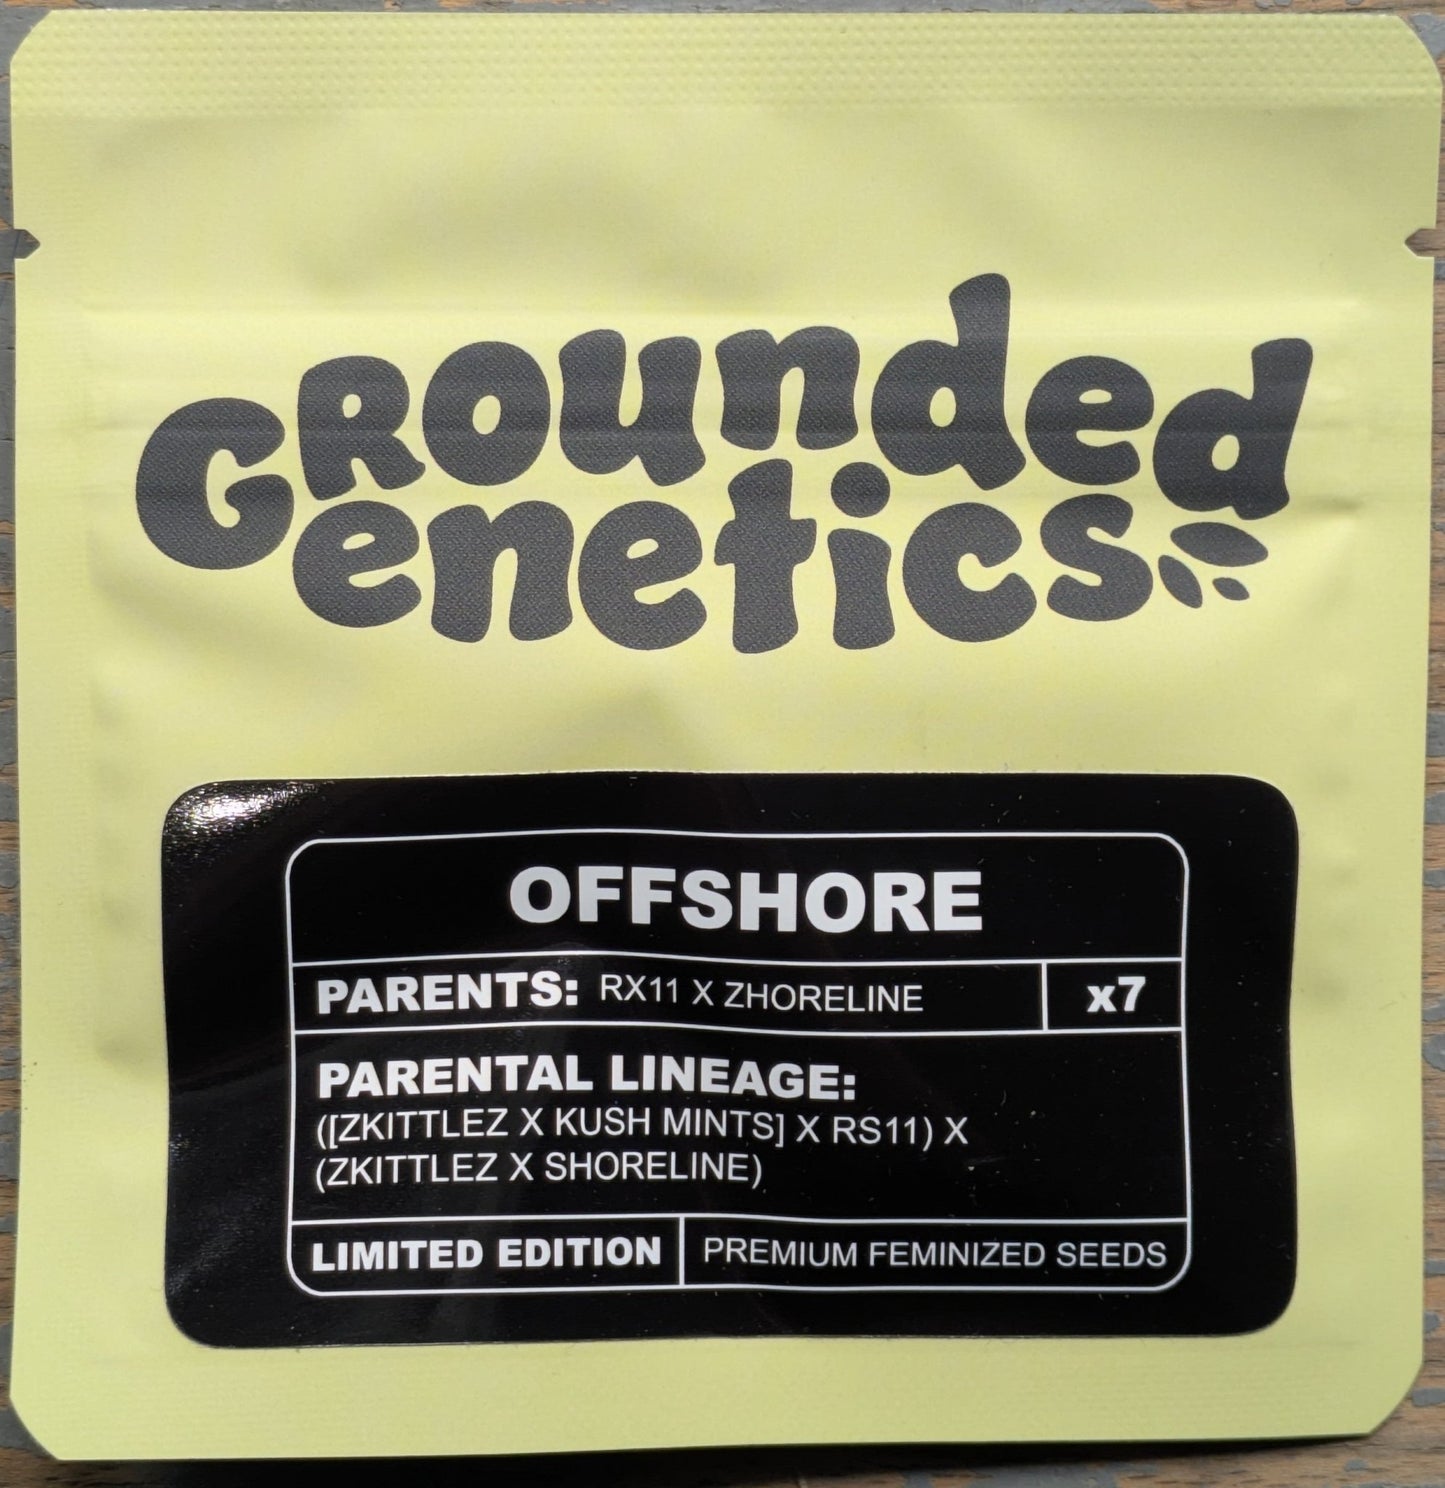 Grounded
Genetics
OFFSHORE
PARENTS: RX11 X ZHORELINE
x7
PARENTAL LINEAGE:
([ZKITTLEZ X KUSH MINTS] X RS11) X
(ZKITTLEZ X SHORELINE)
LIMITED EDITION
PREMIUM FEMINIZED SEEDS